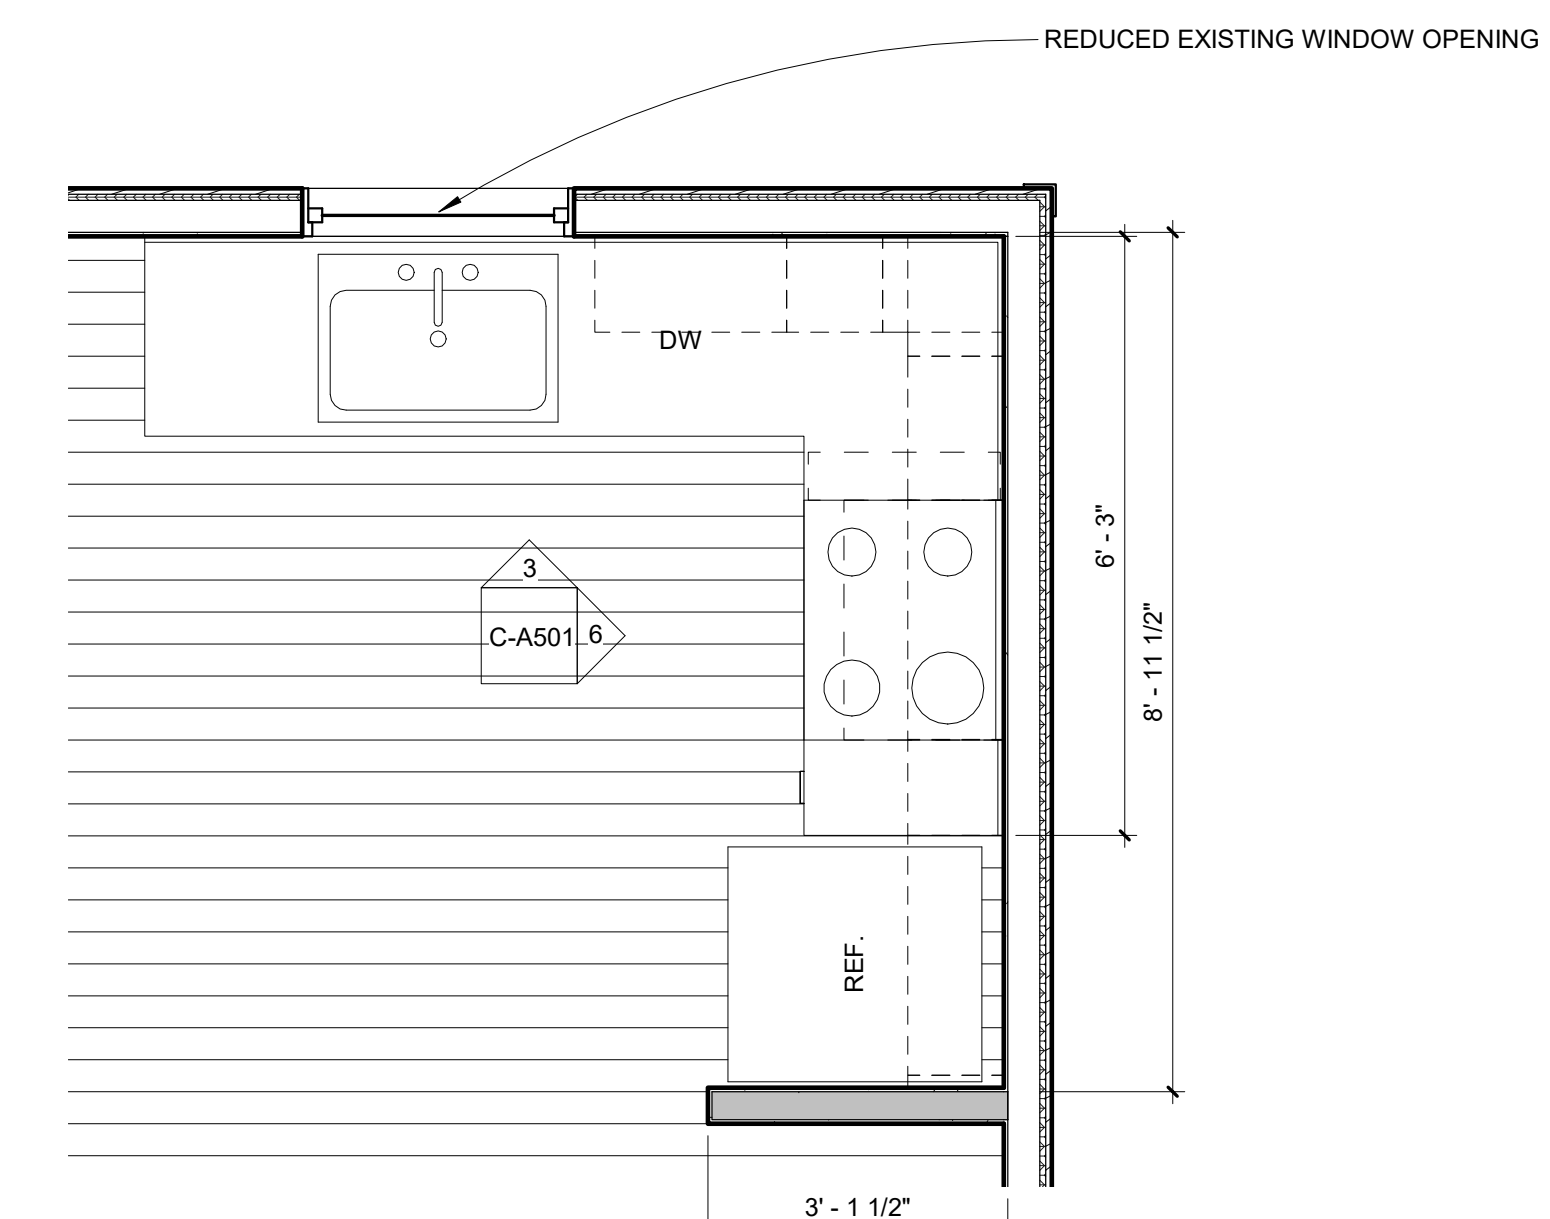 REDUCED EXISTING WINDOW OPENING
DW
6' - 3"
3
8' - 11 1/2"
C-A501
6
REF.
3' - 1 1/2"